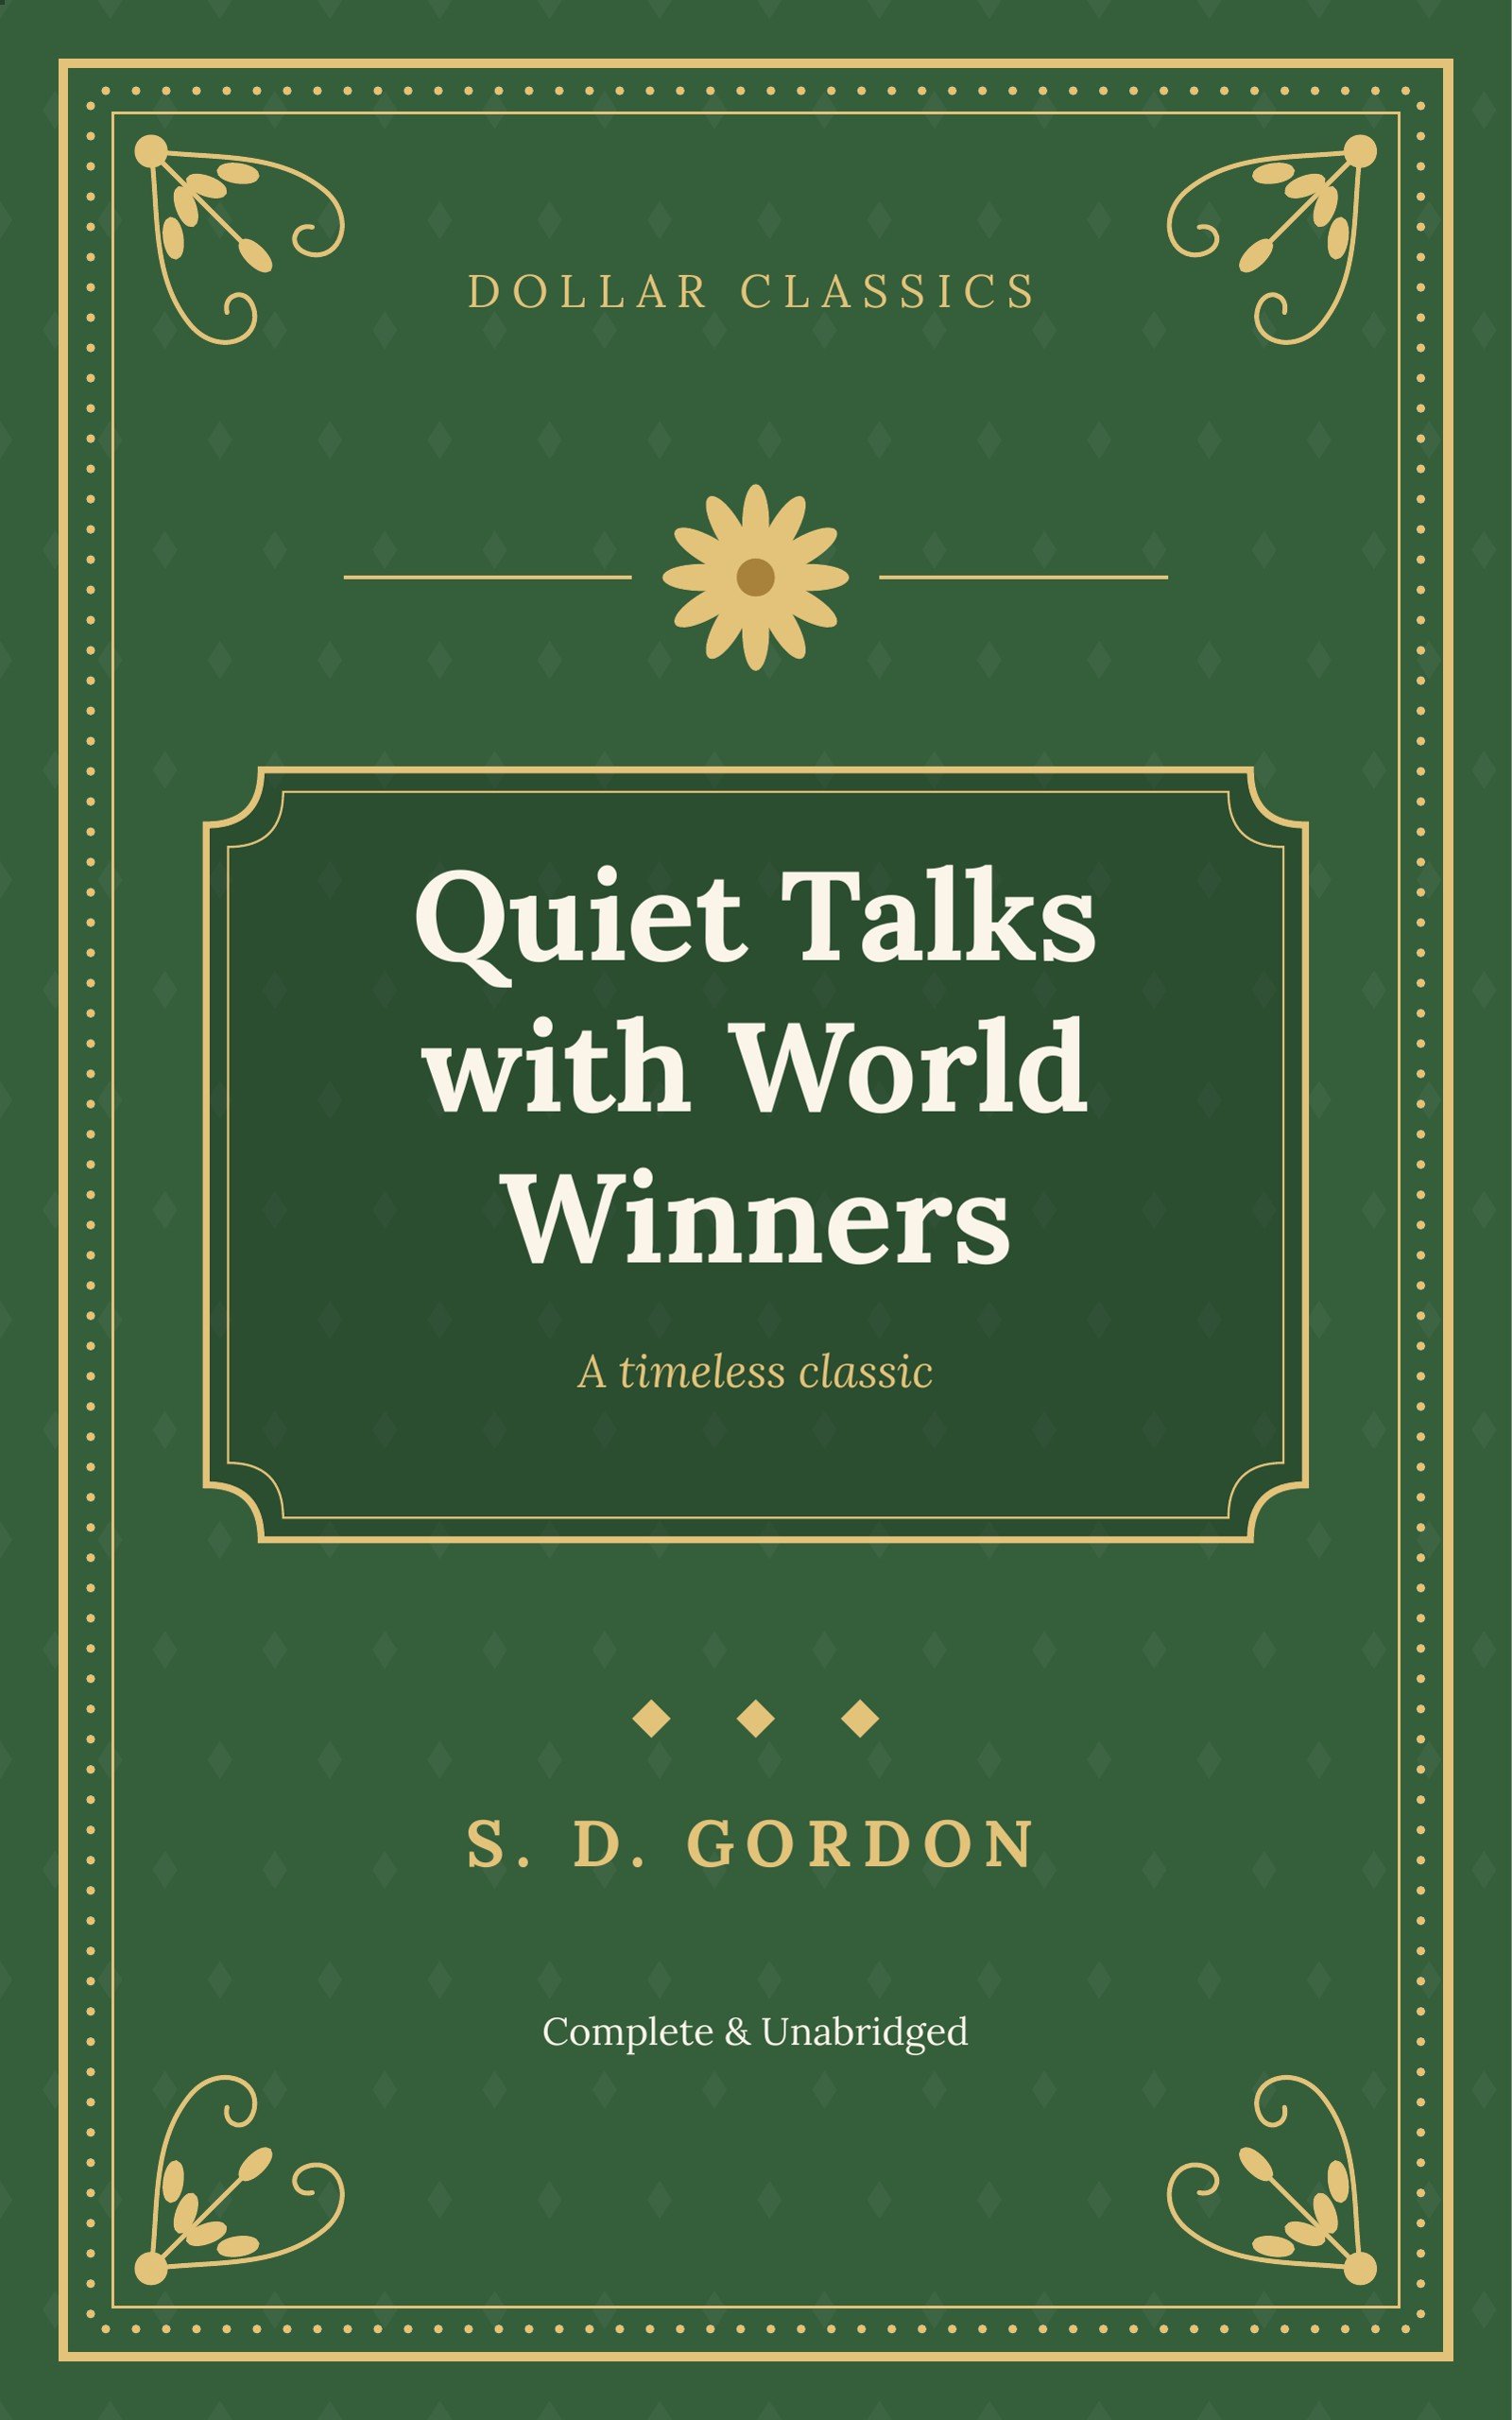 DOLLAR CLASSICS
Quiet Talks
with World
Winners
A timeless classic
S. D. GORDON
Complete & Unabridged